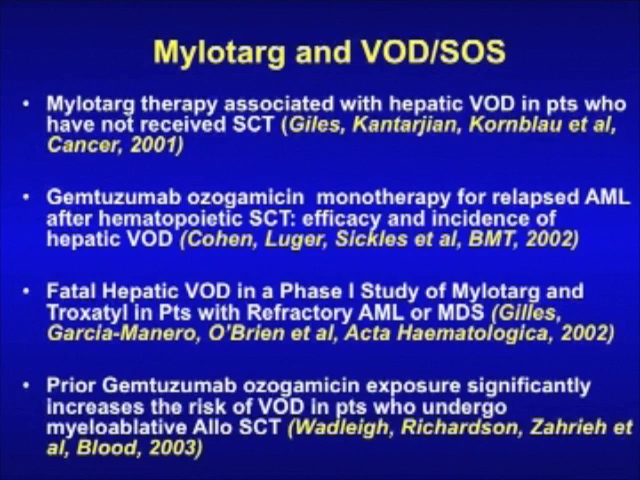 Mylotarg and VOD/SOS
• Mylotarg therapy associated with hepatic VOD in pts who
have not received SCT (Giles, Kantarjian, Kornblau et al,
Cancer, 2001)
• Gemtuzumab ozogamicin monotherapy for relapsed AML
after hematopoietic SCT: efficacy and incidence of
hepatic VOD (Cohen, Luger, Sickles et al, BMT, 2002)
• Fatal Hepatic VOD in a Phase I Study of Mylotarg and
Troxatyl in Pts with Refractory AML or MDS (Gilles,
Garcia-Manero, O'Brien et al, Acta Haematologica, 2002)
• Prior Gemtuzumab ozogamicin exposure significantly
increases the risk of VOD in pts who undergo
myeloablative Allo SCT (Wadleigh, Richardson, Zahrieh et
al, Blood, 2003)